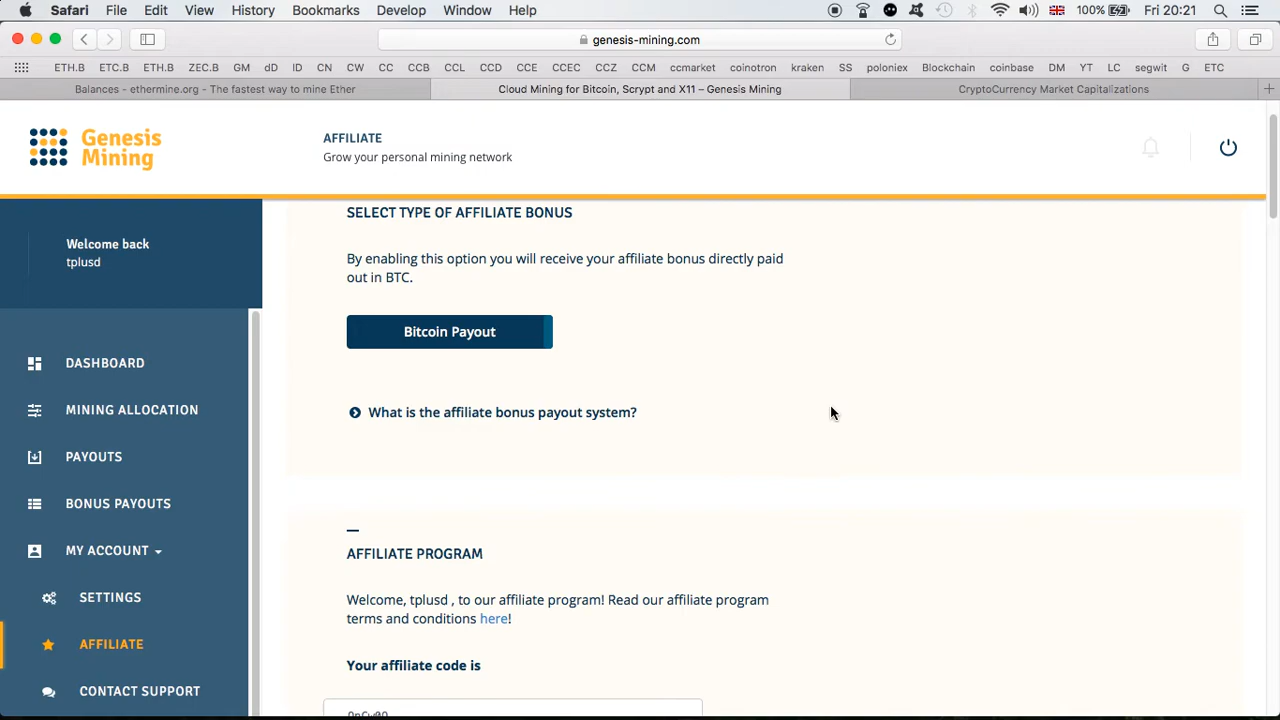 Safari File Edit View History Bookmarks Develop Window Help 100% Fri 20:21
genesis-mining.com
ETH.B ETC.B ETH.B ZEC.B GM dD ID CN CW CC CCB CCL CCD CCE CCEC CCZ CCM ccmarket coinotron kraken SS poloniex Blockchain coinbase DM YT LC segwit G ETC
Balances - ethermine.org - The fastest way to mine Ether Cloud Mining for Bitcoin, Scrypt and X11 – Genesis Mining CryptoCurrency Market Capitalizations +
Genesis
Mining
AFFILIATE
Grow your personal mining network
Welcome back
tplusd
DASHBOARD
MINING ALLOCATION
PAYOUTS
BONUS PAYOUTS
MY ACCOUNT
SETTINGS
AFFILIATE
CONTACT SUPPORT
SELECT TYPE OF AFFILIATE BONUS
By enabling this option you will receive your affiliate bonus directly paid
out in BTC.
Bitcoin Payout
What is the affiliate bonus payout system?
AFFILIATE PROGRAM
Welcome, tplusd , to our affiliate program! Read our affiliate program
terms and conditions here!
Your affiliate code is